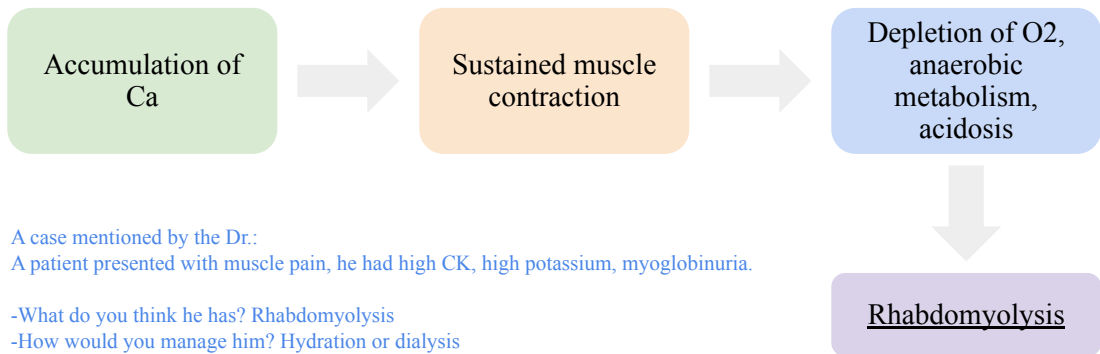 Accumulation of
Ca
Sustained muscle
contraction
Depletion of O2,
anaerobic
metabolism,
acidosis
A case mentioned by the Dr.:
A patient presented with muscle pain, he had high CK, high potassium, myoglobinuria.
-What do you think he has? Rhabdomyolysis
-How would you manage him? Hydration or dialysis
Rhabdomyolysis